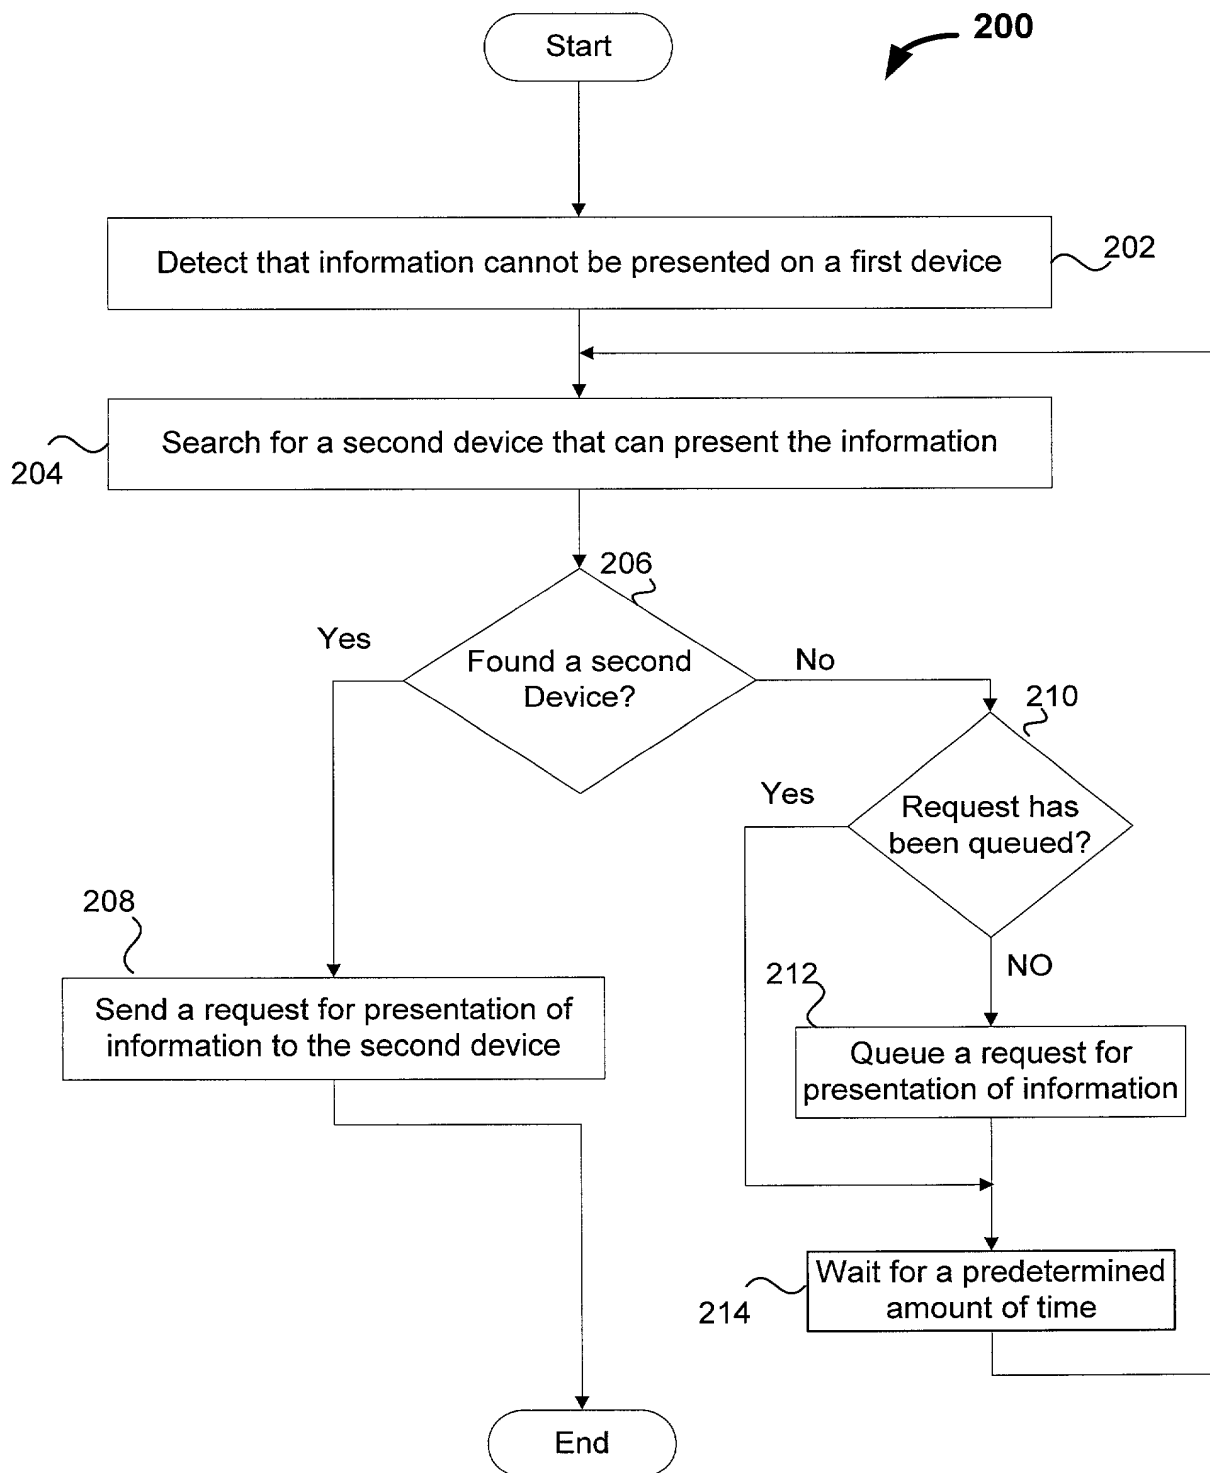 Start
200
Detect that information cannot be presented on a first device
202
Search for a second device that can present the information
204
206
Yes
Found a second
Device?
No
210
Yes
Request has
been queued?
208
NO
212
Send a request for presentation of
information to the second device
Queue a request for
presentation of information
Wait for a predetermined
amount of time
214
End